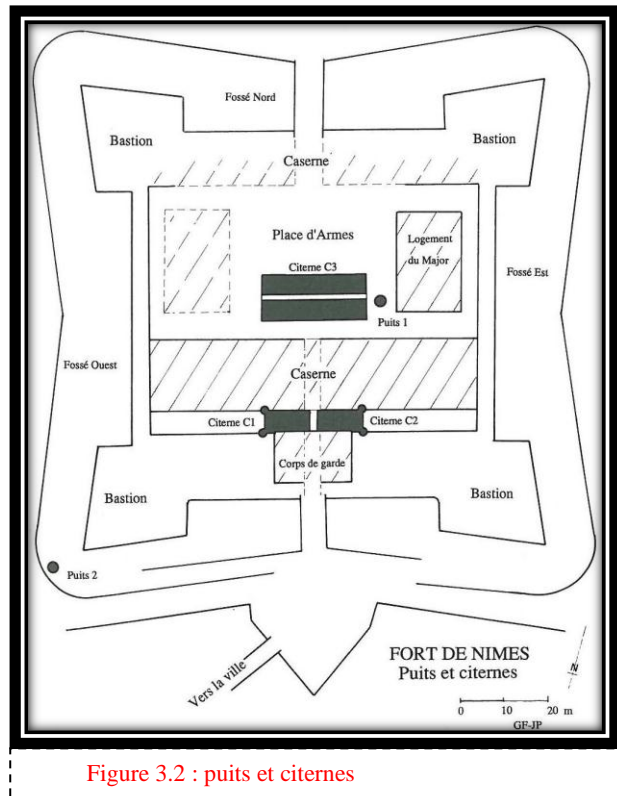 Fossé Nord
Bastion
Bastion
Caserne
Place d'Armes
Logement
du Major
Citerne C3
Fossé Est
Puits 1
Fossé Ouest
Caserne
Citerne C1
Citerne C2
Corps de garde
Bastion
Bastion
Puits 2
FORT DE NIMES
Puits et citernes
N
Vers la ville
0 10 20 m
GF-JP
Figure 3.2 : puits et citernes